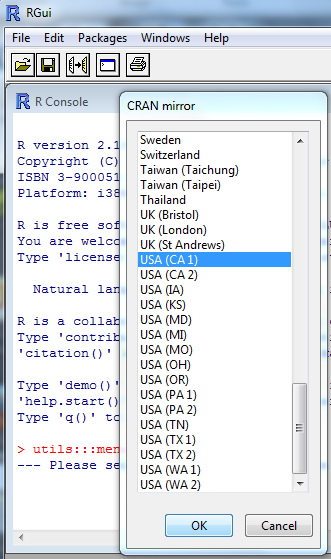 RGui
File Edit Packages Windows Help
R Console
R version 2.1
Copyright (C)
ISBN 3-900051
Platform: i38
R is free sof
You are welco
Type 'license
Natural lan
R is a collab
Type 'contrib
'citation()'
Type 'demo()'
'help.start()
Type 'q()' to
> utils:::men
--- Please se
CRAN mirror
Sweden
Switzerland
Taiwan (Taichung)
Taiwan (Taipei)
Thailand
UK (Bristol)
UK (London)
UK (St Andrews)
USA (CA 1)
USA (CA 2)
USA (IA)
USA (KS)
USA (MD)
USA (MI)
USA (MO)
USA (OH)
USA (OR)
USA (PA 1)
USA (PA 2)
USA (TN)
USA (TX 1)
USA (TX 2)
USA (WA 1)
USA (WA 2)
OK Cancel